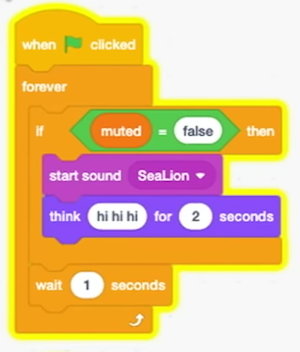 when clicked
forever
if muted = false then
start sound SeaLion
think hi hi hi for 2 seconds
wait 1 seconds